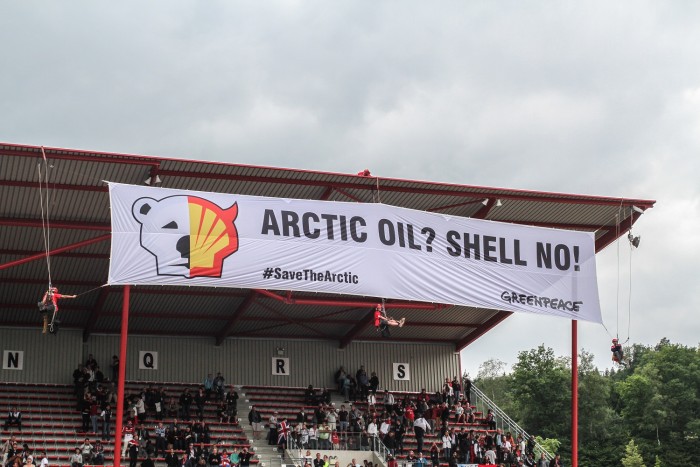 ARCTIC OIL? SHELL NO!
#SaveTheArctic
GREENPEACE
N
Q
R
S